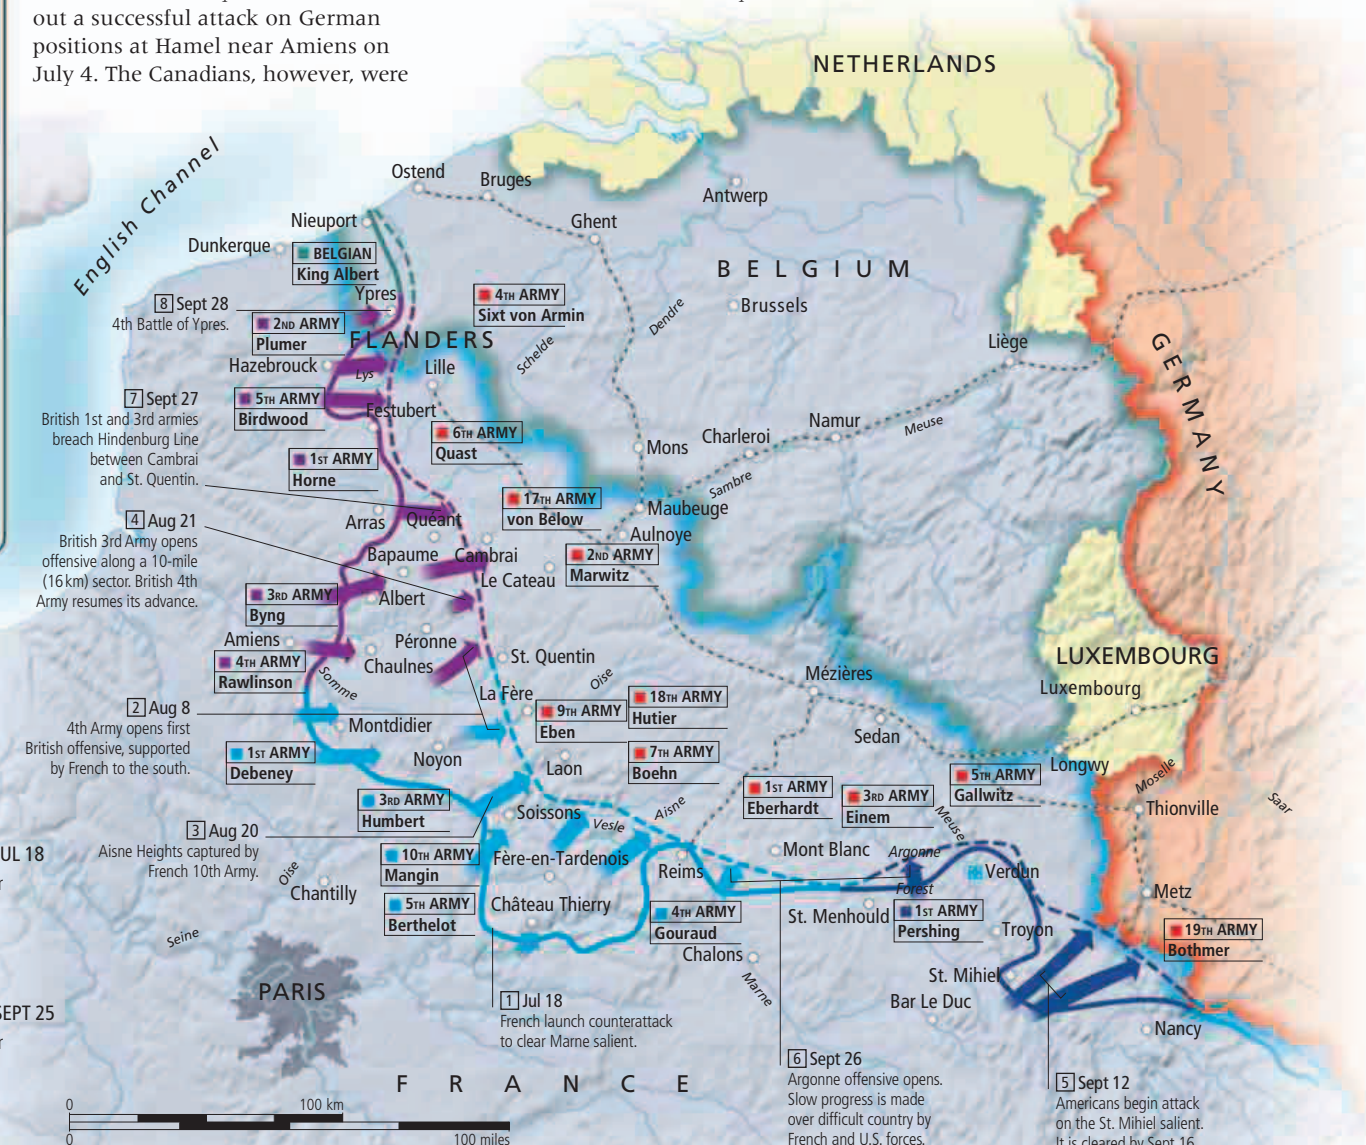 out a successful attack on German
positions at Hamel near Amiens on
July 4. The Canadians, however, were
NETHERLANDS
English Channel
Ostend
Bruges
Antwerp
Nieuport
Ghent
Dunkerque
BELGIAN
King Albert
BELGIUM
Ypres
4TH ARMY
Sixt von Armin
Brussels
Dendre
8 Sept 28
4th Battle of Ypres.
2ND ARMY
Plumer
FLANDERS
Schelde
Liège
GERMANY
Hazebrouck
Lys
Lille
7 Sept 27
British 1st and 3rd armies
breach Hindenburg Line
between Cambrai
and St. Quentin.
5TH ARMY
Birdwood
Festubert
6TH ARMY
Quast
Mons
Charleroi
Namur
Meuse
1ST ARMY
Horne
Sambre
17TH ARMY
von Below
Maubeuge
Arras
Quéant
Aulnoye
4 Aug 21
British 3rd Army opens
offensive along a 10-mile
(16 km) sector. British 4th
Army resumes its advance.
Bapaume
Cambrai
2ND ARMY
Marwitz
Le Cateau
3RD ARMY
Byng
Albert
Amiens
Péronne
4TH ARMY
Rawlinson
Chaulnes
St. Quentin
LUXEMBOURG
Luxembourg
Somme
Oise
Mézières
La Fère
2 Aug 8
4th Army opens first
British offensive, supported
by French to the south.
Montdidier
9TH ARMY
Eben
18TH ARMY
Hutier
Sedan
1ST ARMY
Debeney
Noyon
Laon
7TH ARMY
Boehn
Longwy
Moselle
Saar
3RD ARMY
Humbert
Soissons
Vesle
Aisne
1ST ARMY
Eberhardt
3RD ARMY
Einem
5TH ARMY
Gallwitz
Meuse
Thionville
3 Aug 20
Aisne Heights captured by
French 10th Army.
UL 18
r
Oise
Chantilly
10TH ARMY
Mangin
Fère-en-Tardenois
Reims
Mont Blanc
Argonne
Forest
Verdun
Metz
5TH ARMY
Berthelot
Château Thierry
4TH ARMY
Gouraud
St. Menhould
1ST ARMY
Pershing
Troyon
19TH ARMY
Bothmer
Seine
Chalons
Marne
St. Mihiel
PARIS
Bar Le Duc
Nancy
SEPT 25
r
1 Jul 18
French launch counterattack
to clear Marne salient.
6 Sept 26
Argonne offensive opens.
Slow progress is made
over difficult country by
French and U.S. forces.
5 Sept 12
Americans begin attack
on the St. Mihiel salient.
It is cleared by Sept 16.
FRANCE
0 100 km
0 100 miles